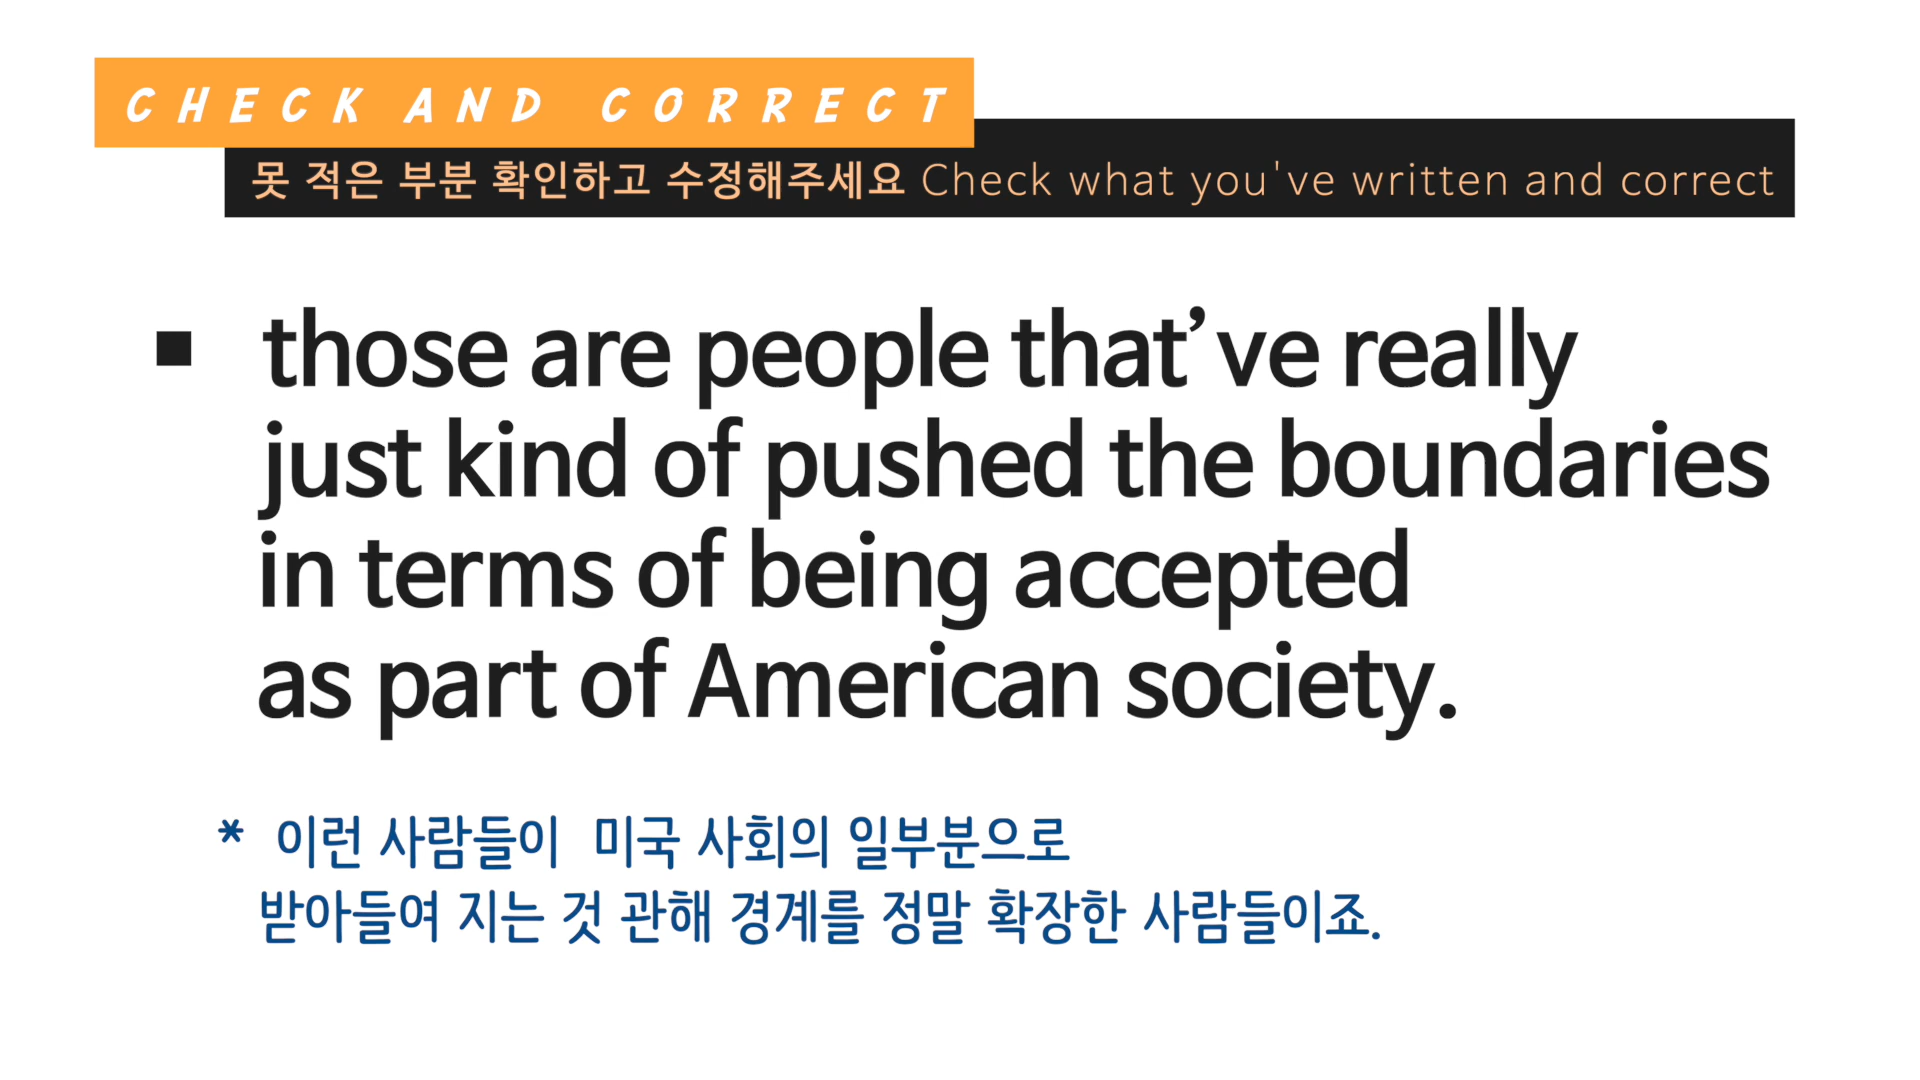 CHECK AND CORRECT
못 적은 부분 확인하고 수정해주세요 Check what you've written and correct
▪ those are people that’ve really
just kind of pushed the boundaries
in terms of being accepted
as part of American society.
* 이런 사람들이 미국 사회의 일부분으로
받아들여 지는 것 관해 경계를 정말 확장한 사람들이죠.